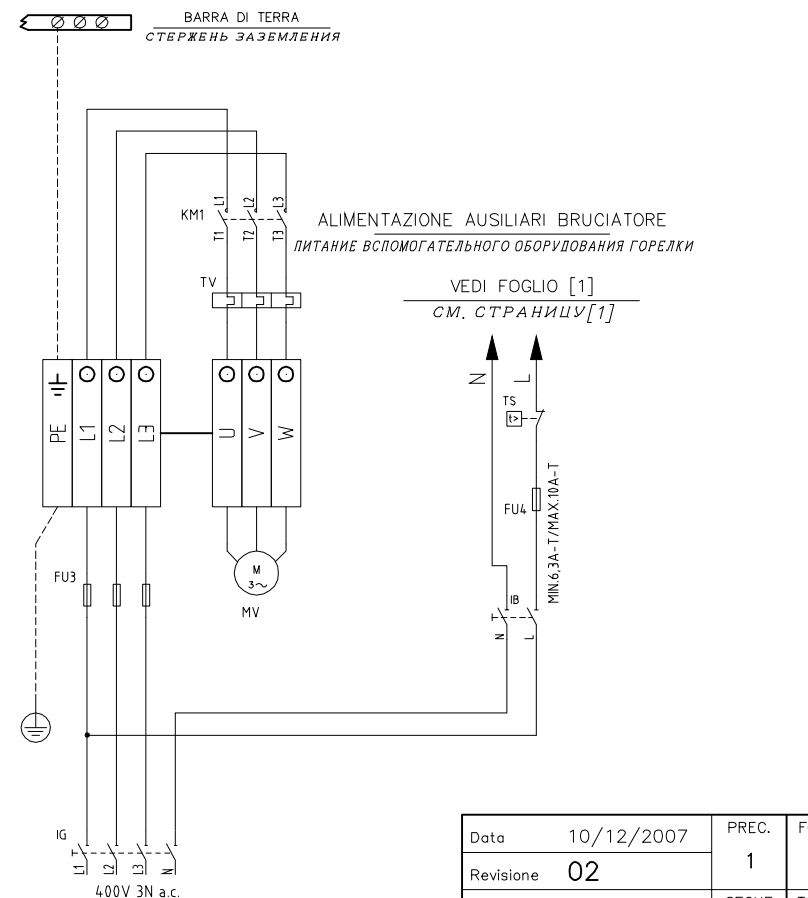 BARRA DI TERRA
СТЕРЖЕНЬ ЗАЗЕМЛЕНИЯ
KM1
L1 L2 L3
T1 T2 T3
ALIMENTAZIONE AUSILIARI BRUCIATORE
ПИТАНИЕ ВСПОМОГАТЕЛЬНОГО ОБОРУДОВАНИЯ ГОРЕЛКИ
TV
VEDI FOGLIO [1]
СМ. СТРАНИЦУ[1]
N L
TS
t>
PE L1 L2 L3 U V W
FU4
MIN.6,3A-T/MAX.10A-T
FU3
M
3~
MV
IB
N L
IG
L1 L2 L3 N
400V 3N a.c.
Data 10/12/2007
PREC.
1
Revisione 02